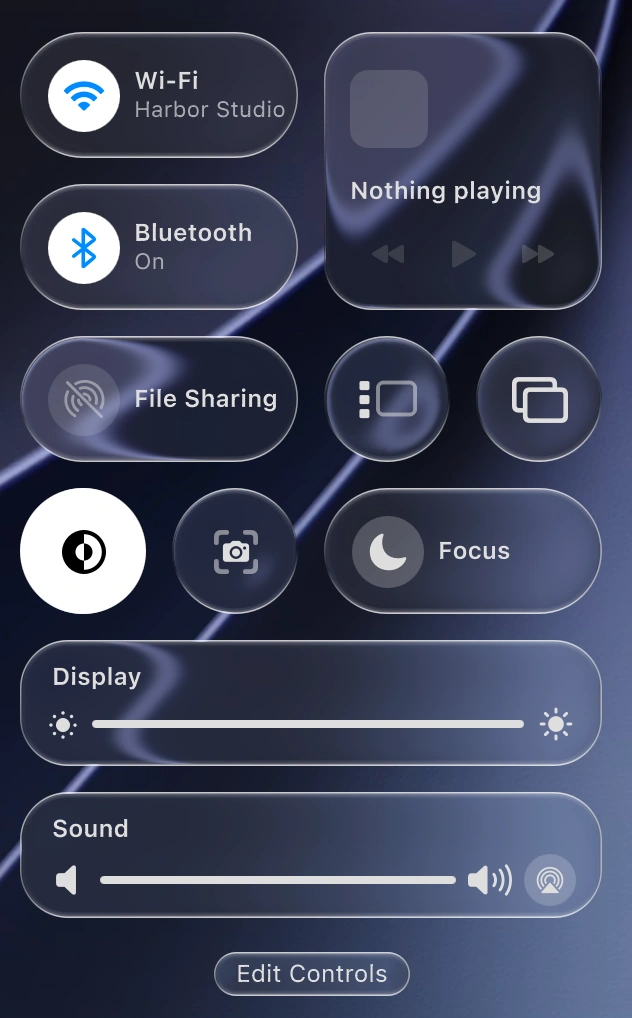 Wi-Fi
Harbor Studio
Nothing playing
Bluetooth
On
File Sharing
Focus
Display
Sound
Edit Controls